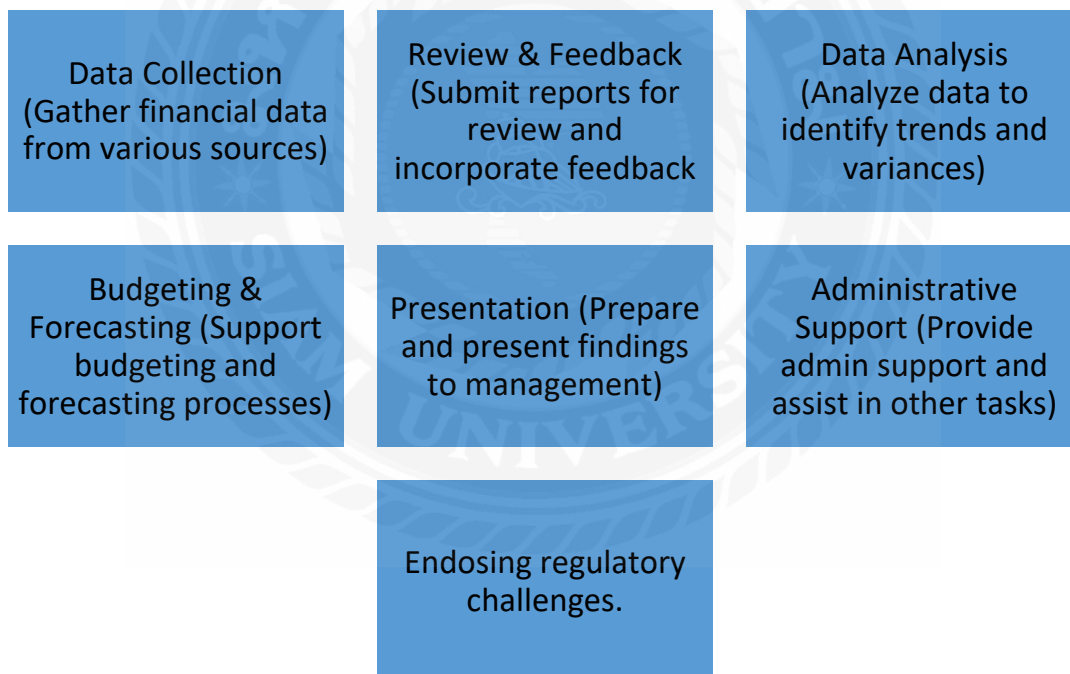 Data Collection
(Gather financial data
from various sources)
Review & Feedback
(Submit reports for
review and
incorporate feedback
Data Analysis
(Analyze data to
identify trends and
variances)
Budgeting &
Forecasting (Support
budgeting and
forecasting processes)
Presentation (Prepare
and present findings
to management)
Administrative
Support (Provide
admin support and
assist in other tasks)
Endosing regulatory
challenges.
SIAM UNIVERSITY